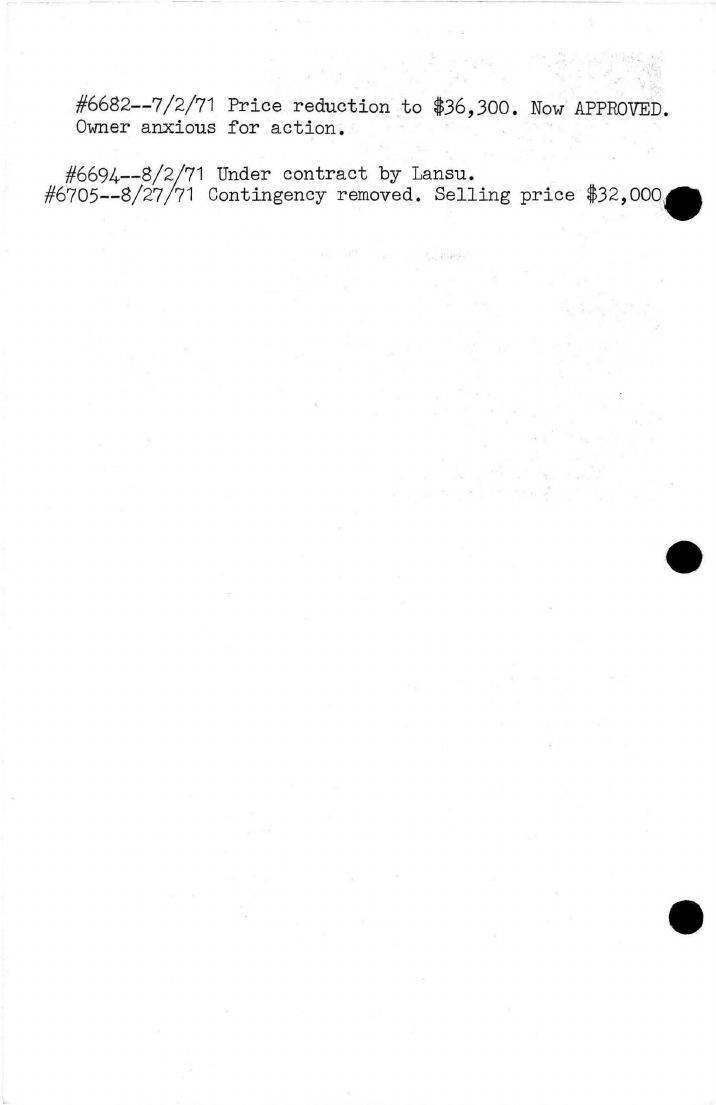 #6682--7/2/71 Price reduction to $36,300. Now APPROVED.
Owner anxious for action.
#6694--8/2/71 Under contract by Lansu.
#6705--8/27/71 Contingency removed. Selling price $32,000